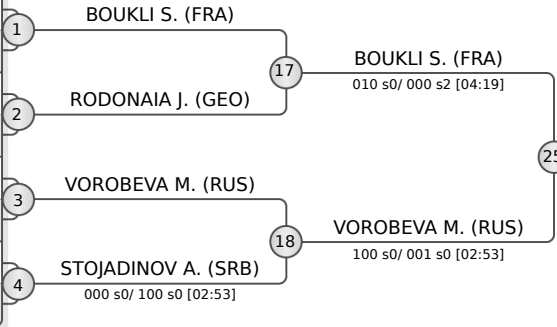 BOUKLI S. (FRA)
1
17
BOUKLI S. (FRA)
010 s0/ 000 s2 [04:19]
RODONAIA J. (GEO)
2
25
VOROBEVA M. (RUS)
3
18
VOROBEVA M. (RUS)
100 s0/ 001 s0 [02:53]
STOJADINOV A. (SRB)
4
000 s0/ 100 s0 [02:53]